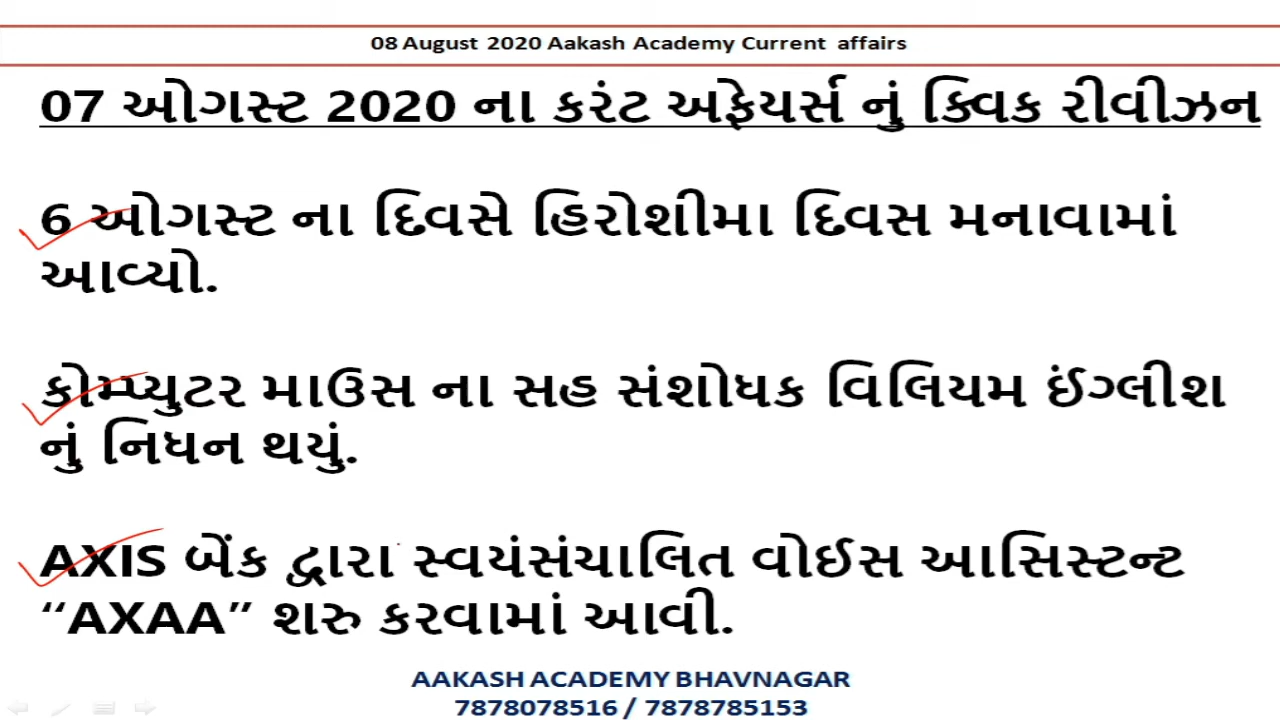 08 August 2020 Aakash Academy Current affairs
07 ઓગસ્ટ 2020 ના કરંટ અફેયર્સ નું ક્વિક રીવીઝન
6 ઓગસ્ટ ના દિવસે હિરોશીમા દિવસ મનાવામાં
આવ્યો.
કોમ્પ્યુટર માઉસ ના સહ સંશોધક વિલિયમ ઈંગ્લીશ
નું નિધન થયું.
AXIS બેંક દ્વારા સ્વયંસંચાલિત વોઈસ આસિસ્ટન્ટ
“AXAA” શરુ કરવામાં આવી.
AAKASH ACADEMY BHAVNAGAR
7878078516 / 7878785153